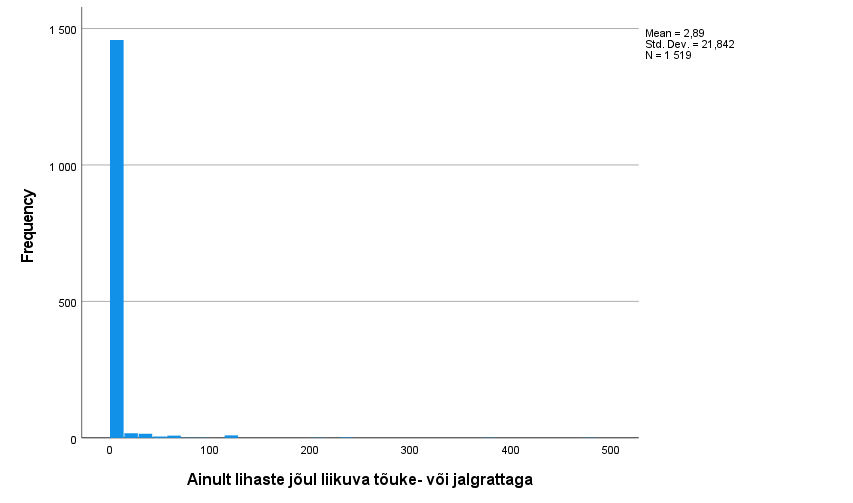 1 500
1 000
500
0
Frequency
0 100 200 300 400 500
Ainult lihaste jõul liikuva tõuke- või jalgrattaga
Mean = 2,89
Std. Dev. = 21,842
N = 1 519